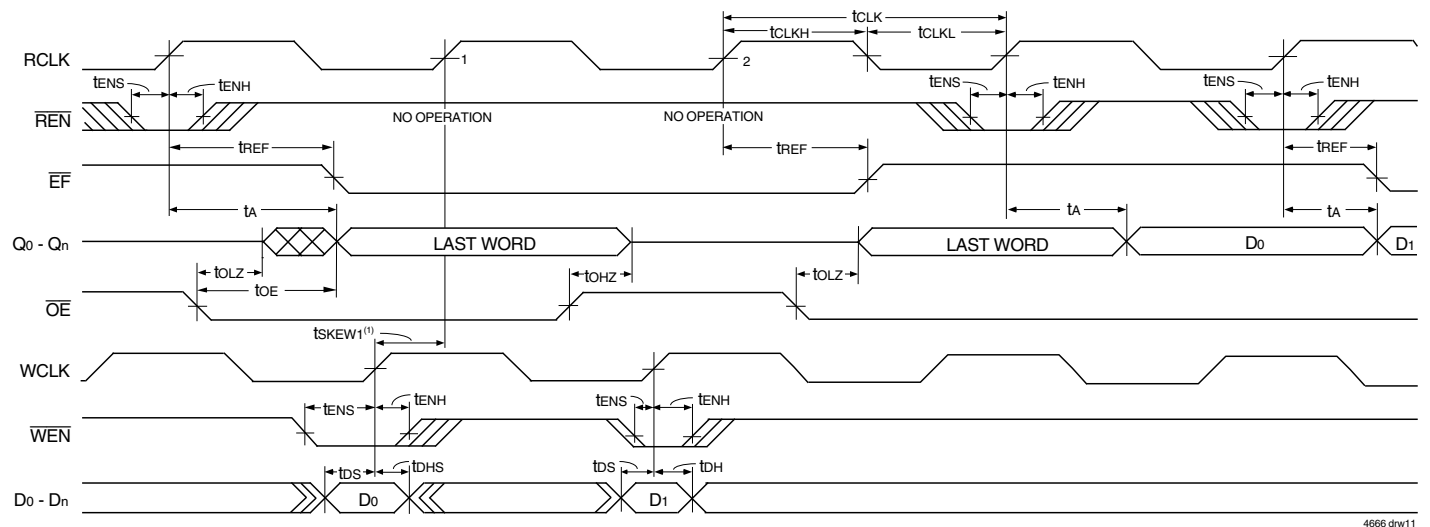 tCLK
tCLKH tCLKL
RCLK 1 2
tENS tENH tENS tENH tENS tENH
REN NO OPERATION NO OPERATION
tREF tREF tREF
EF
tA tA tA
Q0 - Qn LAST WORD LAST WORD D0 D1
tOLZ tOHZ tOLZ
tOE
OE
tSKEW1(1)
WCLK
tENS tENH tENS tENH
WEN
tDS tDHS tDS tDH
D0 - Dn D0 D1
4666 drw11